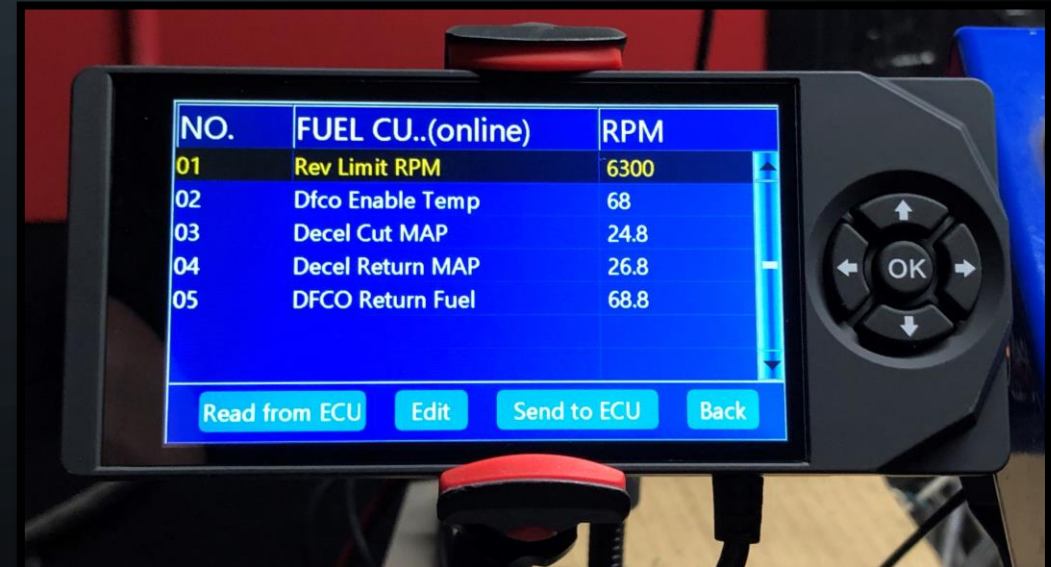 NO. FUEL CU..(online) RPM
01 Rev Limit RPM 6300
02 Dfco Enable Temp 68
03 Decel Cut MAP 24.8
04 Decel Return MAP 26.8
05 DFCO Return Fuel 68.8
Read from ECU Edit Send to ECU Back
OK